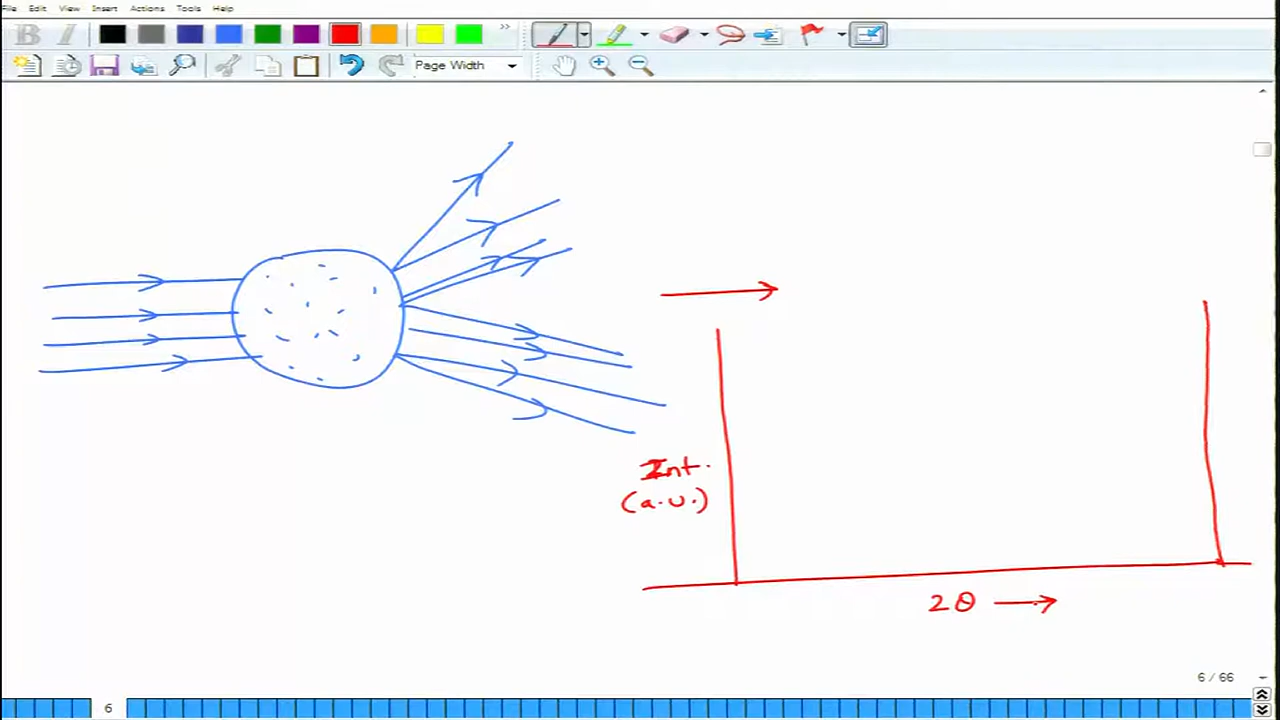 File Edit View Insert Actions Tools Help
B I
Page Width
Int.
(a.u.)
2θ
6 / 66
6